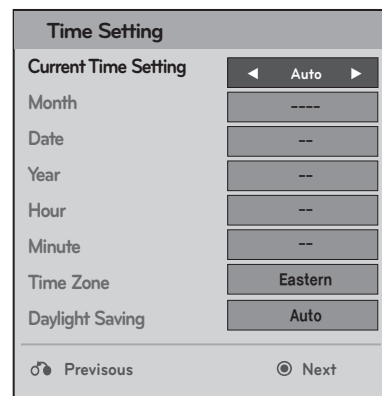 Time Setting
Current Time Setting ◀ Auto ▶
Month ----
Date --
Year --
Hour --
Minute --
Time Zone Eastern
Daylight Saving Auto
Previsous Next